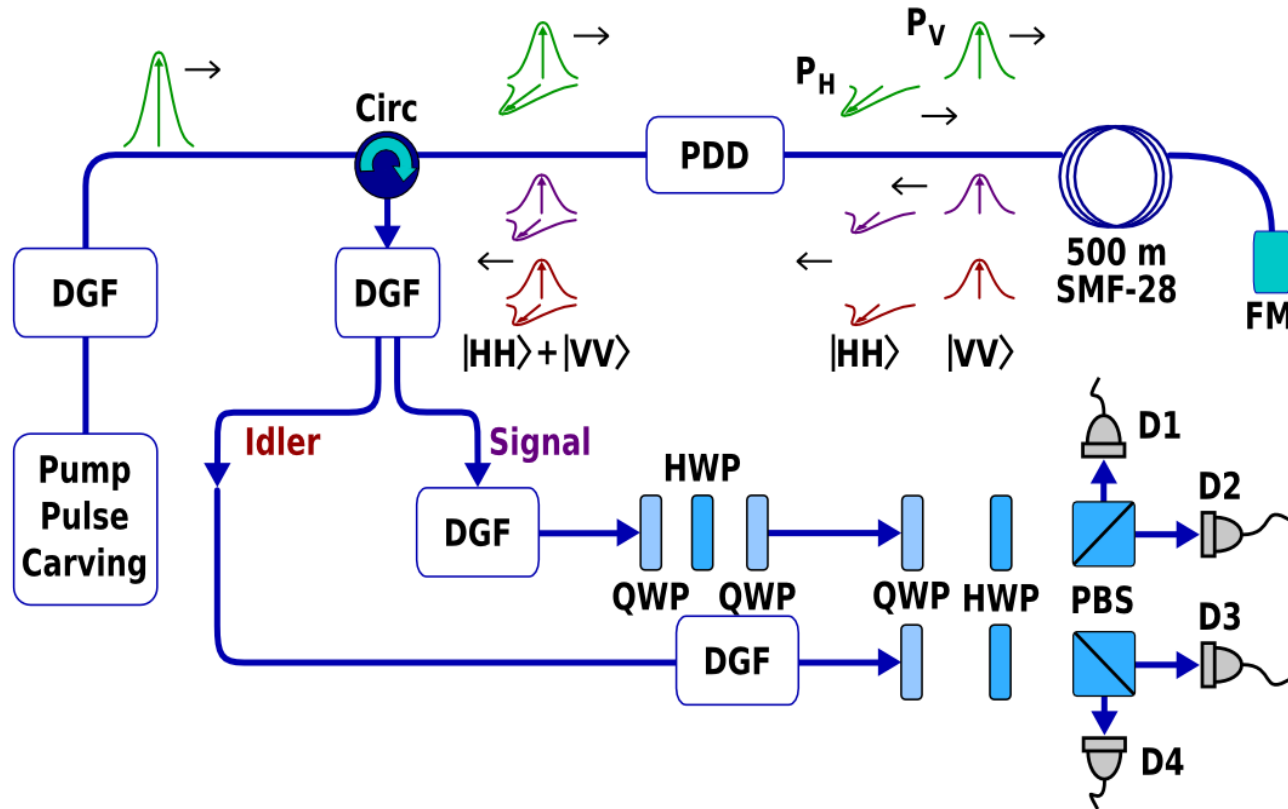 P_V
P_H
Circ
PDD
500 m
SMF-28
FM
DGF
DGF
|HH⟩+|VV⟩
|HH⟩
|VV⟩
Pump
Pulse
Carving
Idler
Signal
HWP
DGF
QWP
QWP
QWP
HWP
PBS
DGF
D1
D2
D3
D4